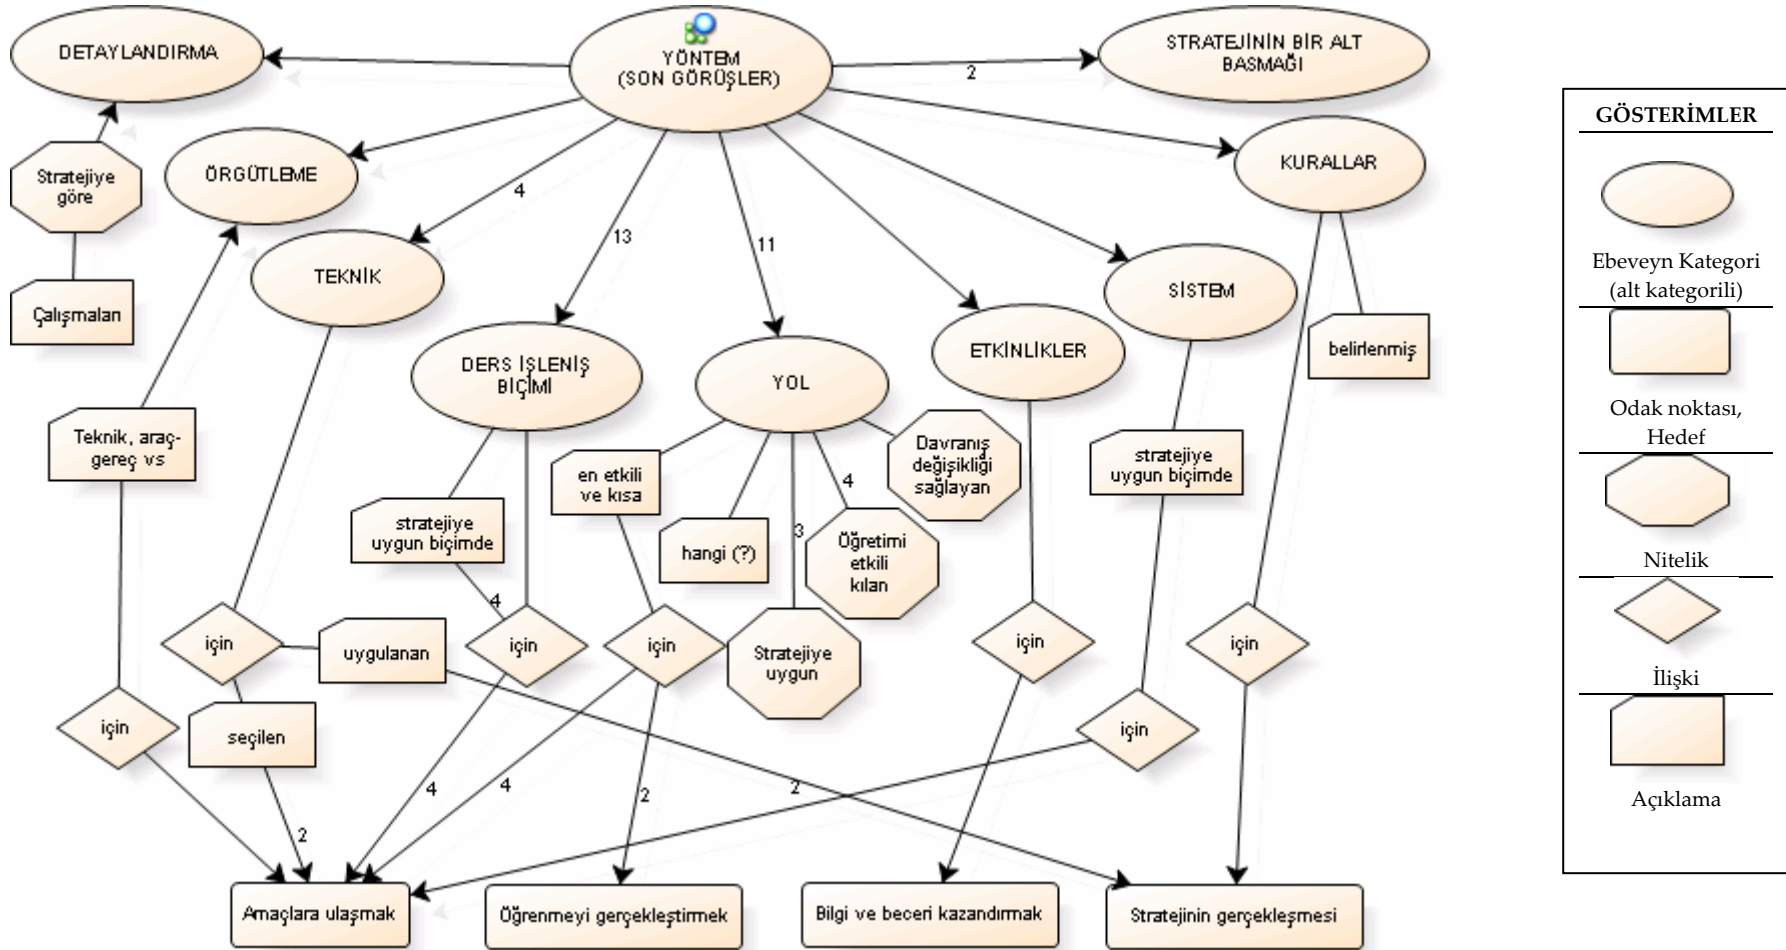 YÖNTEM
(SON GÖRÜŞLER)
DETAYLANDIRMA
STRATEJİNİN BİR ALT
BASMAĞI
2
ÖRGÜTLEME
KURALLAR
Stratejiye
göre
4
13
11
TEKNİK
SİSTEM
Çalışmaları
DERS İŞLENİŞ
BİÇİMİ
YOL
ETKİNLİKLER
belirlenmiş
Teknik, araç-
gereç vs
stratejiye
uygun biçimde
en etkili
ve kısa
hangi (?)
3
4
Öğretimi
etkili
kılan
Davranış
değişikliği
sağlayan
stratejiye
uygun biçimde
4
için
uygulanan
için
için
Stratejiye
uygun
için
için
için
seçilen
için
2
4
4
2
2
Amaçlara ulaşmak
Öğrenmeyi gerçekleştirmek
Bilgi ve beceri kazandırmak
Stratejinin gerçekleşmesi
GÖSTERİMLER
Ebeveyn Kategori
(alt kategorili)
Odak noktası,
Hedef
Nitelik
İlişki
Açıklama